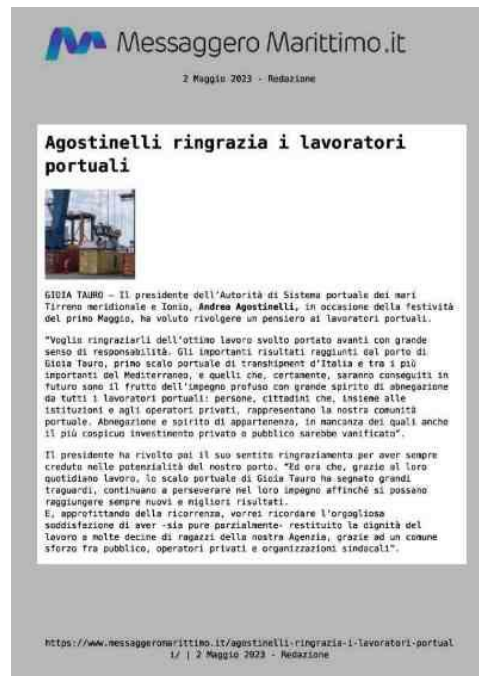 Messaggero Marittimo.it
2 Maggio 2023 - Redazione
Agostinelli ringrazia i lavoratori
portuali
GIOIA TAURO – Il presidente dell'Autorità di Sistema portuale dei mari
Tirreno meridionale e Ionio, Andrea Agostinelli, in occasione della festività
del primo Maggio, ha voluto rivolgere un pensiero ai lavoratori portuali.
"Voglio ringraziarli dell'ottimo lavoro svolto portato avanti con grande
senso di responsabilità. Gli importanti risultati raggiunti dal porto di
Gioia Tauro, primo scalo portuale di transhipment d'Italia e tra i più
importanti del Mediterraneo, e quelli che, certamente, saranno conseguiti in
futuro sono il frutto dell'impegno profuso con grande spirito di abnegazione
da tutti i lavoratori portuali: persone, cittadini che, insieme alle
istituzioni e agli operatori privati, rappresentano la nostra comunità
portuale. Abnegazione e spirito di appartenenza, in mancanza dei quali anche
il più cospicuo investimento privato o pubblico sarebbe vanificato".
Il presidente ha rivolto poi il suo sentito ringraziamento per aver sempre
creduto nelle potenzialità del nostro porto. "Ed ora che, grazie al loro
quotidiano lavoro, lo scalo portuale di Gioia Tauro ha segnato grandi
traguardi, continuano a perseverare nel loro impegno affinché si possano
raggiungere sempre nuovi e migliori risultati.
E, approfittando della ricorrenza, vorrei ricordare l'orgogliosa
soddisfazione di aver -sia pure parzialmente- restituito la dignità del
lavoro a molte decine di ragazzi della nostra Agenzia, grazie ad un comune
sforzo fra pubblico, operatori privati e organizzazioni sindacali".
https://www.messaggeromarittimo.it/agostinelli-ringrazia-i-lavoratori-portual
i/ | 2 Maggio 2023 - Redazione